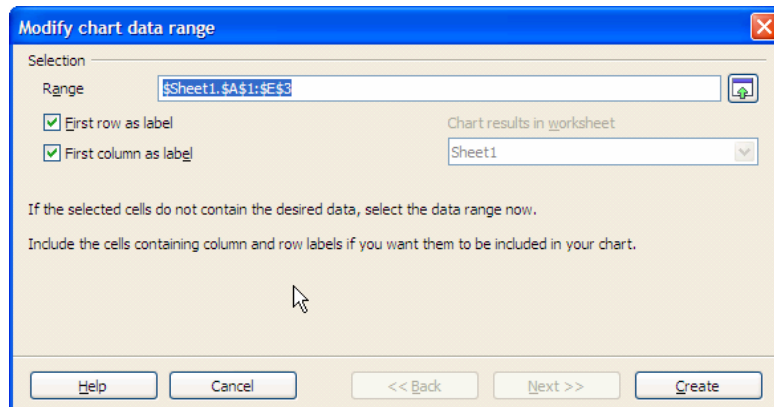 Modify chart data range
Selection
Range $Sheet1.$A$1:$E$3
First row as label Chart results in worksheet
First column as label Sheet1
If the selected cells do not contain the desired data, select the data range now.
Include the cells containing column and row labels if you want them to be included in your chart.
Help Cancel << Back Next >> Create